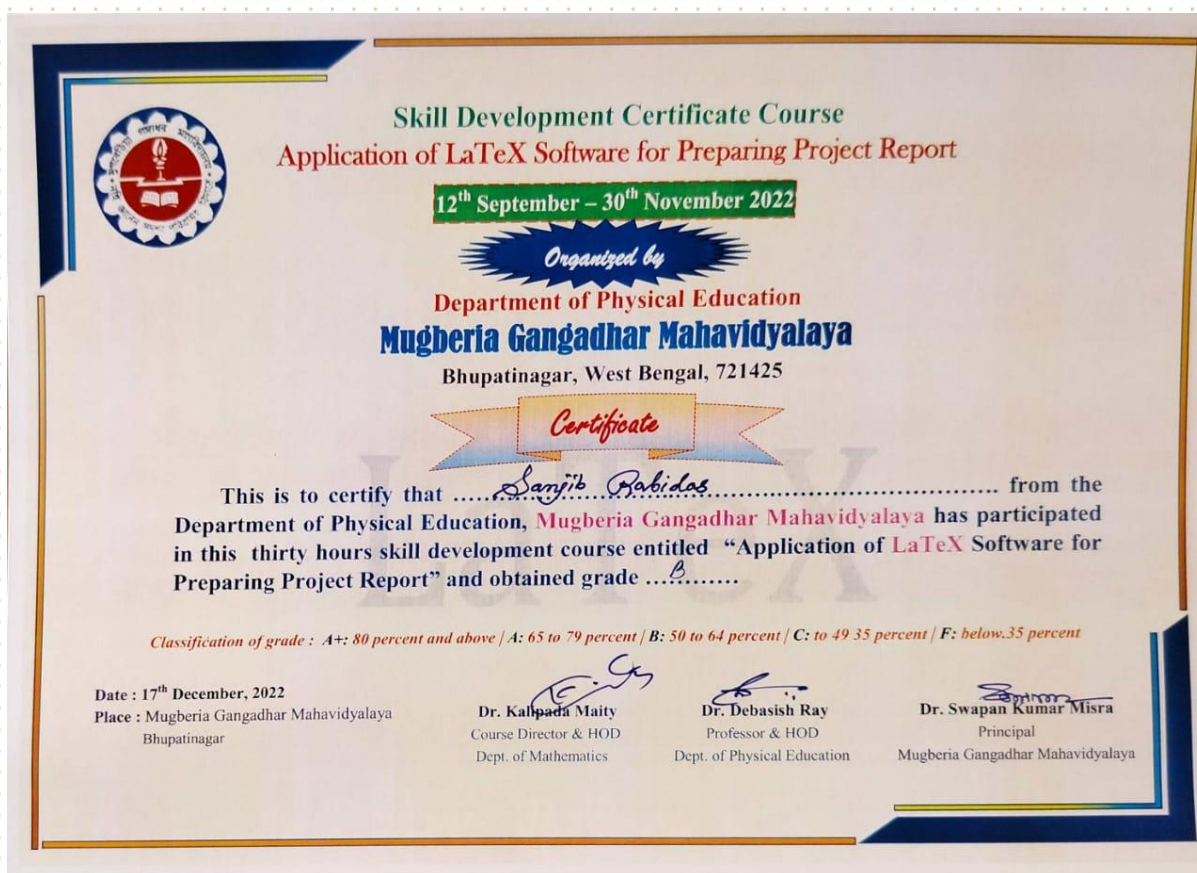 Skill Development Certificate Course
Application of LaTeX Software for Preparing Project Report
12th September – 30th November 2022
Organized by
Department of Physical Education
Mugberia Gangadhar Mahavidyalaya
Bhupatinagar, West Bengal, 721425
Certificate
LaTeX
This is to certify that ......Sanjib Rabidas...................................... from the
Department of Physical Education, Mugberia Gangadhar Mahavidyalaya has participated
in this thirty hours skill development course entitled “Application of LaTeX Software for
Preparing Project Report” and obtained grade ...B........
Classification of grade : A+: 80 percent and above / A: 65 to 79 percent / B: 50 to 64 percent / C: to 49 35 percent / F: below.35 percent
Date : 17th December, 2022
Place : Mugberia Gangadhar Mahavidyalaya
Bhupatinagar
Dr. Kalipada Maity
Course Director & HOD
Dept. of Mathematics
Dr. Debasish Ray
Professor & HOD
Dept. of Physical Education
Dr. Swapan Kumar Misra
Principal
Mugberia Gangadhar Mahavidyalaya